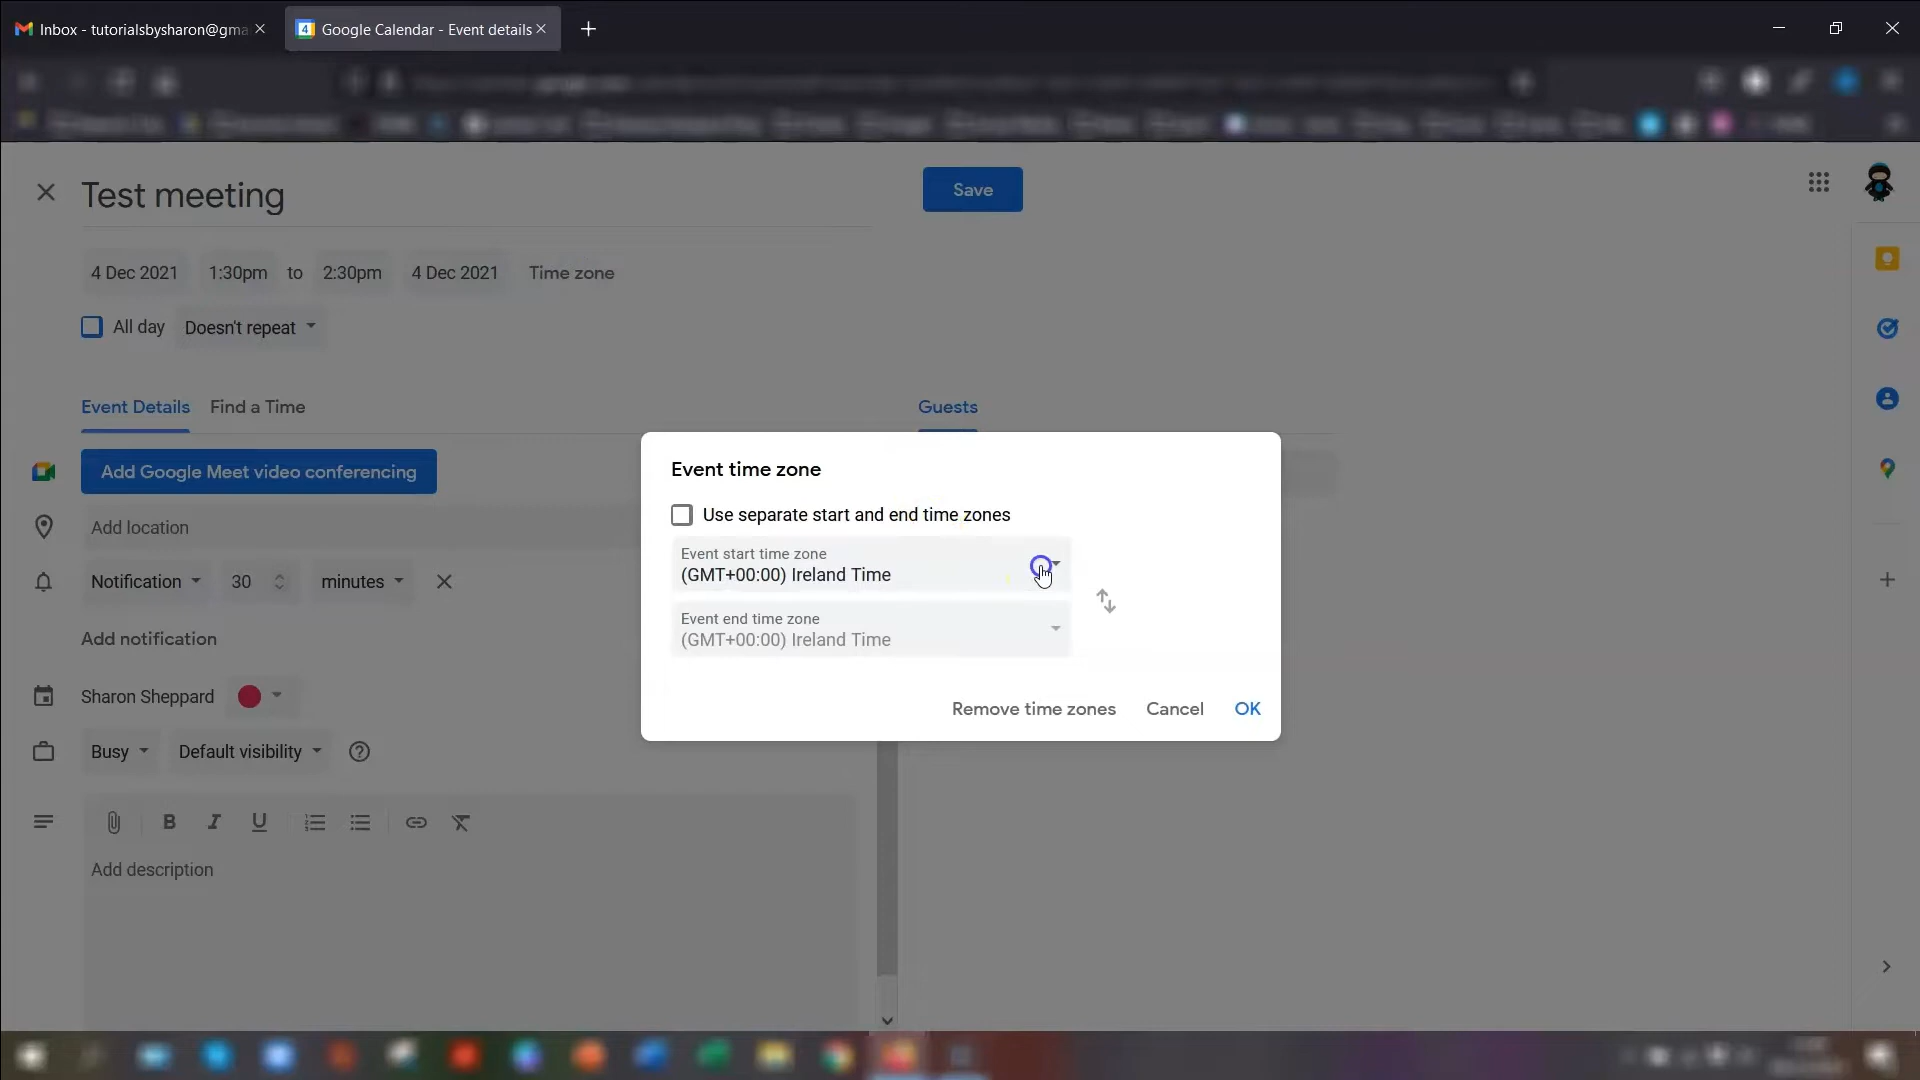 Inbox - tutorialsbysharon@gma
Google Calendar - Event details
Test meeting
Save
4 Dec 2021 1:30pm to 2:30pm 4 Dec 2021 Time zone
All day Doesn't repeat
Event Details Find a Time
Guests
Add Google Meet video conferencing
Add location
Notification 30 minutes
Add notification
Sharon Sheppard
Busy Default visibility
B I U
Add description
Event time zone
Use separate start and end time zones
Event start time zone
(GMT+00:00) Ireland Time
Event end time zone
(GMT+00:00) Ireland Time
Remove time zones Cancel OK